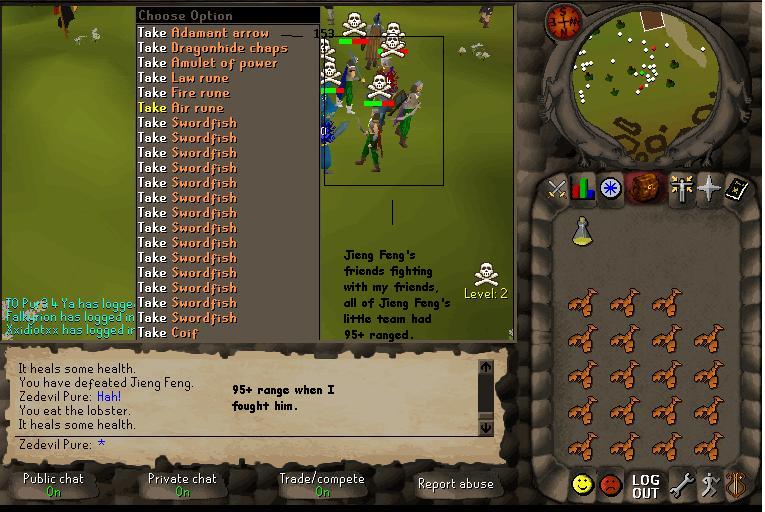 Choose Option
Take Adamant arrow
153
Take Dragonhide chaps
Take Amulet of power
Take Law rune
Take Fire rune
Take Air rune
Take Swordfish
Take Swordfish
Take Swordfish
Take Swordfish
Take Swordfish
Take Swordfish
Take Swordfish
Take Swordfish
Take Swordfish
Take Swordfish
Take Swordfish
Take Swordfish
Take Swordfish
Take Swordfish
Take Coif
Jieng Feng's
friends fighting
with my friends,
all of Jieng Feng's
little team had
95+ ranged.
Level: 2
TO Pur3 4 Ya has logge
Xxidiotxx has logged in
It heals some health.
You have defeated Jieng Feng.
Zedevil Pure: Hah!
You eat the lobster.
It heals some health.
Zedevil Pure: *
95+ range when I
fought him.
Public chat
On
Private chat
On
Trade/compete
On
Report abuse
LOG
OUT